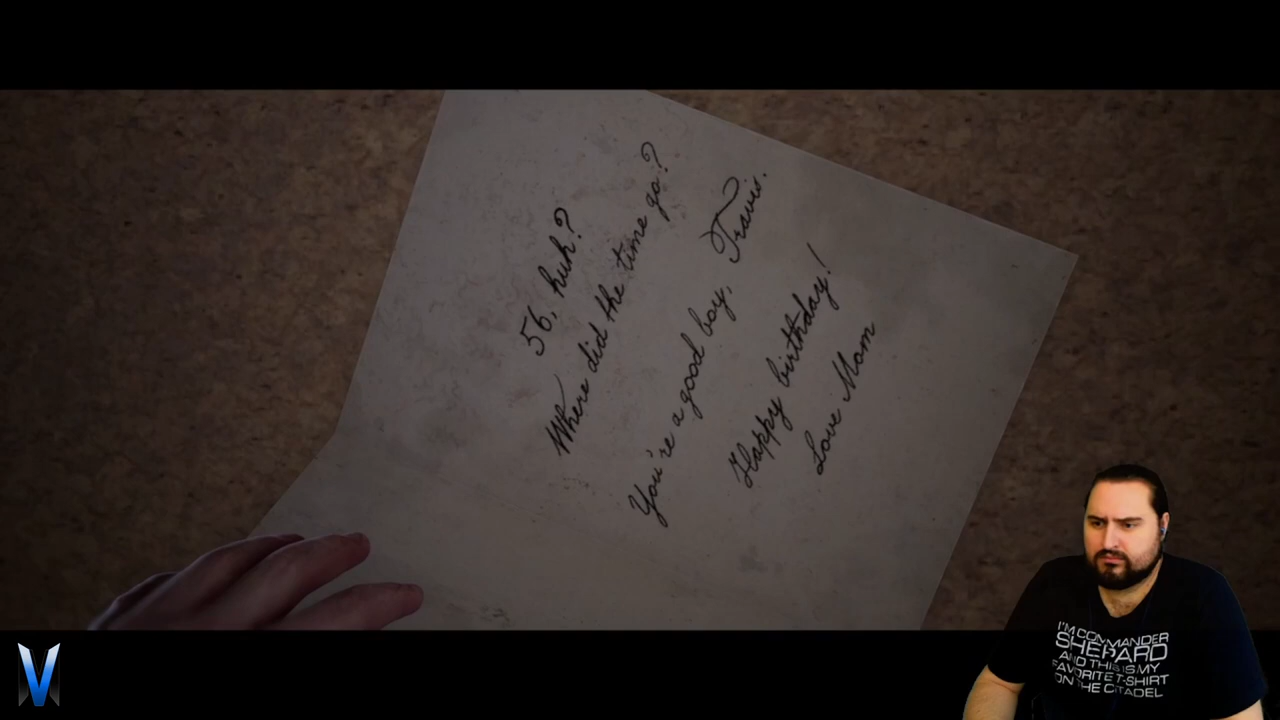 56, huh?
Where did the time go?
You're a good boy, Travis.
Happy birthday!
Love Mom
I'M COMMANDER
SHEPARD
AND THIS IS MY
FAVORITE T-SHIRT
ON THE CITADEL
V